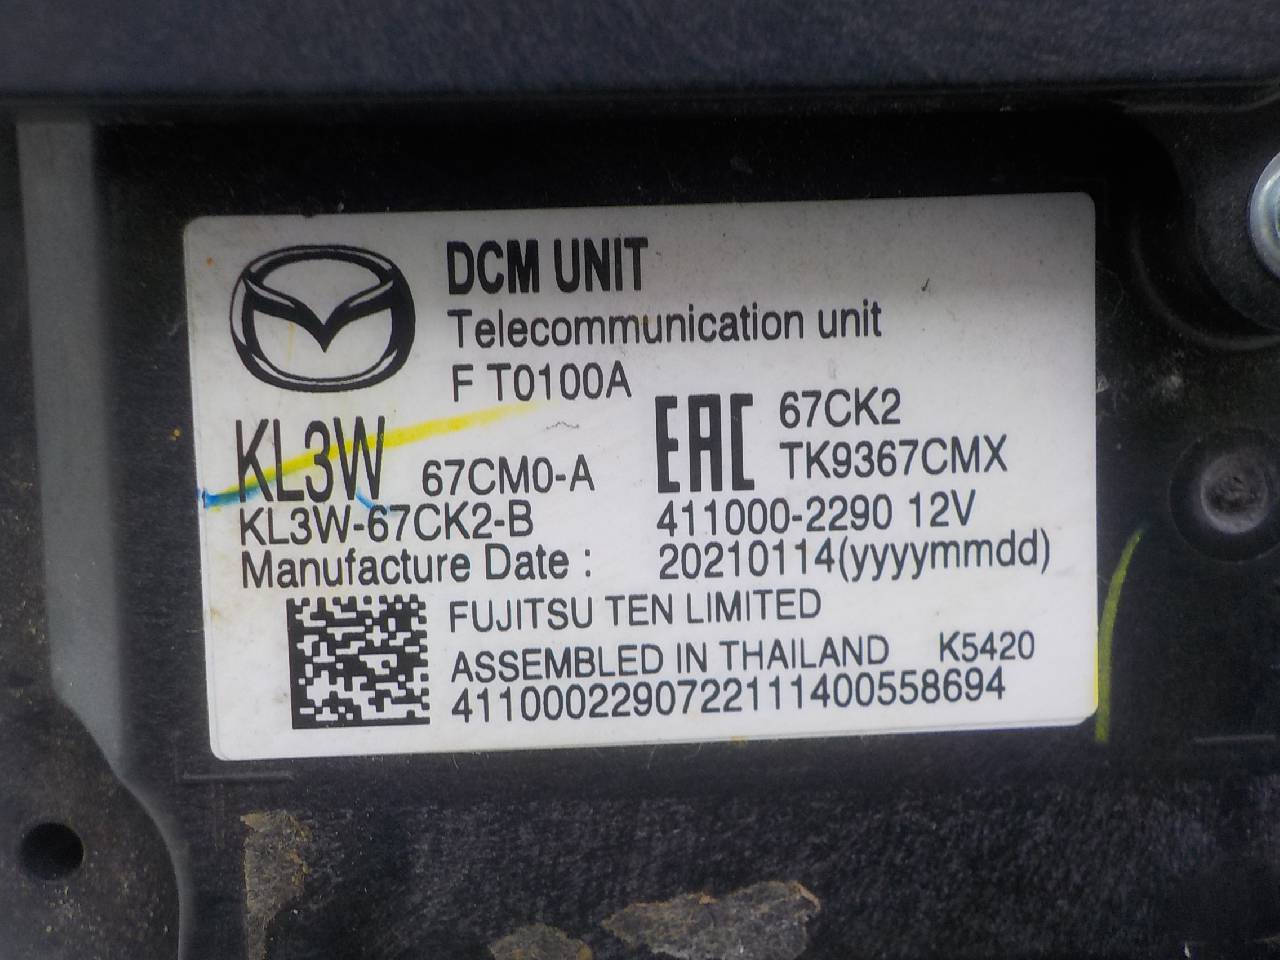 DCM UNIT
Telecommunication unit
F T0100A
KL3W 67CM0-A
EAC 67CK2
TK9367CMX
KL3W-67CK2-B 411000-2290 12V
Manufacture Date : 20210114(yyyymmdd)
FUJITSU TEN LIMITED
ASSEMBLED IN THAILAND K5420
41100022907221111400558694